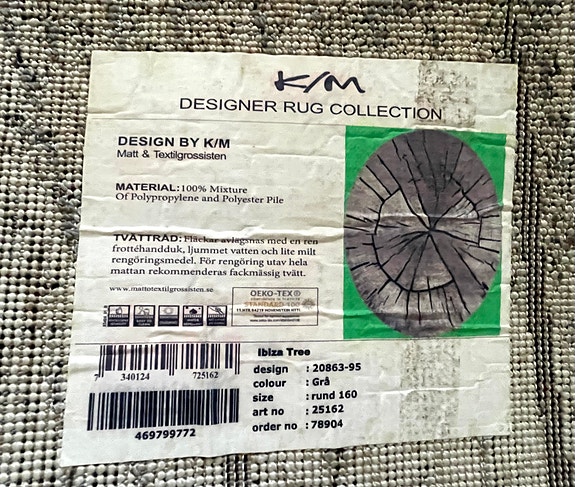 K/M
DESIGNER RUG COLLECTION
DESIGN BY K/M
Matt & Textilgrossisten
MATERIAL: 100% Mixture
Of Polypropylene and Polyester Pile
TVÄTTRÅD: Fläckar avlägsnas med en ren
frottéhandduk, ljummet vatten och lite milt
rengöringsmedel. För rengöring utav hela
mattan rekommenderas fackmässig tvätt.
www.mattotextilgrossisten.se
OEKO-TEX®
STANDARD 100
7 340124 725162
469799772
Ibiza Tree
design : 20863-95
colour : Grå
size : rund 160
art no : 25162
order no : 78904